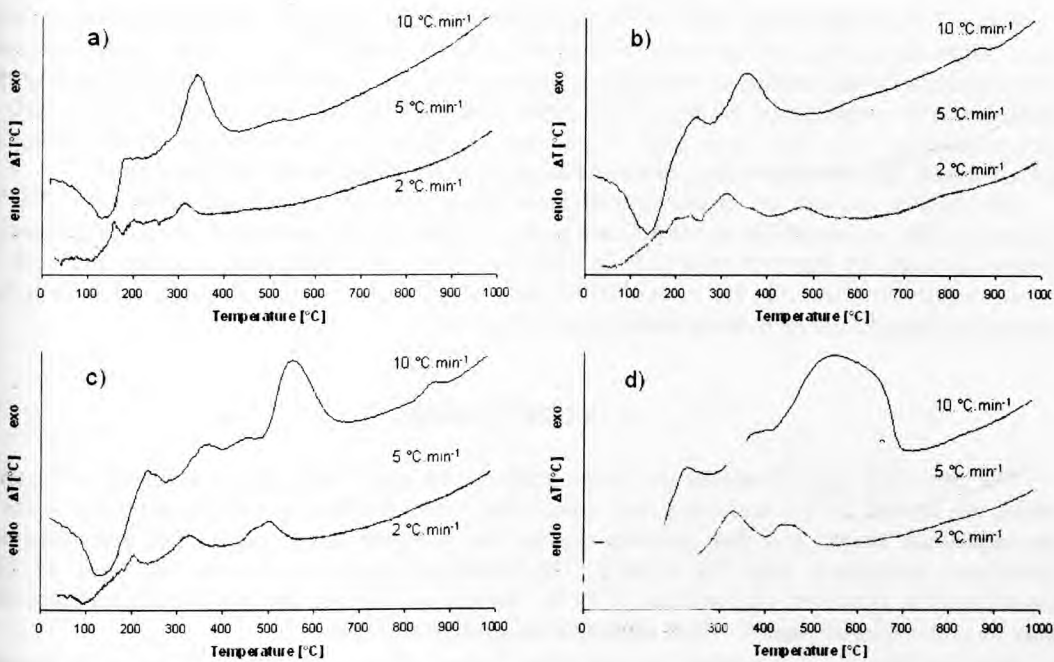 a)
10 °C.min⁻¹
5 °C.min⁻¹
2 °C.min⁻¹
endo ΔT [°C] exo
0 100 200 300 400 500 600 700 800 900 1000
Temperature [°C]
b)
10 °C.min⁻¹
5 °C.min⁻¹
2 °C.min⁻¹
endo ΔT [°C] exo
0 100 200 300 400 500 600 700 800 900 1000
Temperature [°C]
c)
10 °C.min⁻¹
5 °C.min⁻¹
2 °C.min⁻¹
endo ΔT [°C] exo
0 100 200 300 400 500 600 700 800 900 1000
Temperature [°C]
d)
10 °C.min⁻¹
5 °C.min⁻¹
2 °C.min⁻¹
endo ΔT [°C] exo
300 400 500 600 700 800 900 1000
Temperature [°C]